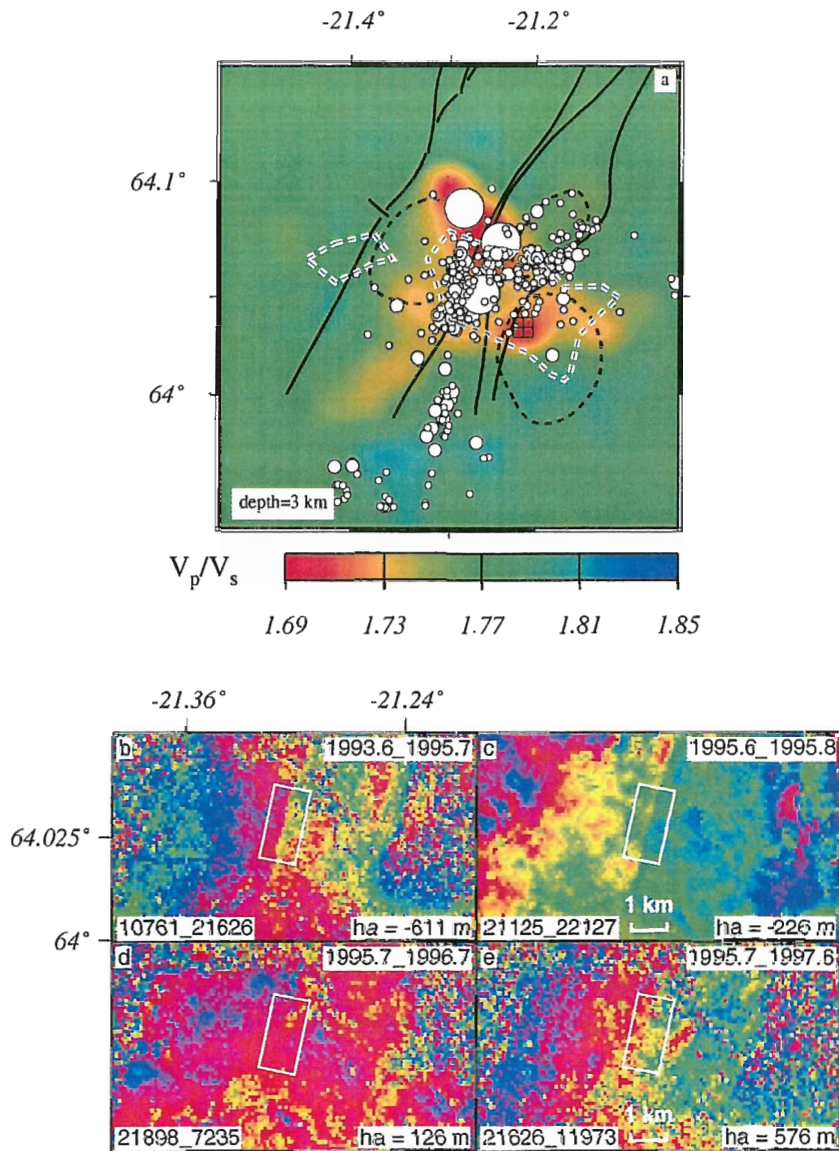 -21.4° -21.2°
a
64.1°
64°
depth=3 km
Vp/Vs
1.69 1.73 1.77 1.81 1.85
-21.36° -21.24°
b 1993.6_1995.7
c 1995.6_1995.8
64.025°
1 km
10761_21626 ha = -611 m
21125_22127 ha = -226 m
64°
d 1995.7_1996.7
e 1995.7_1997.6
1 km
21898_7235 ha = 126 m
21626_11973 ha = 576 m